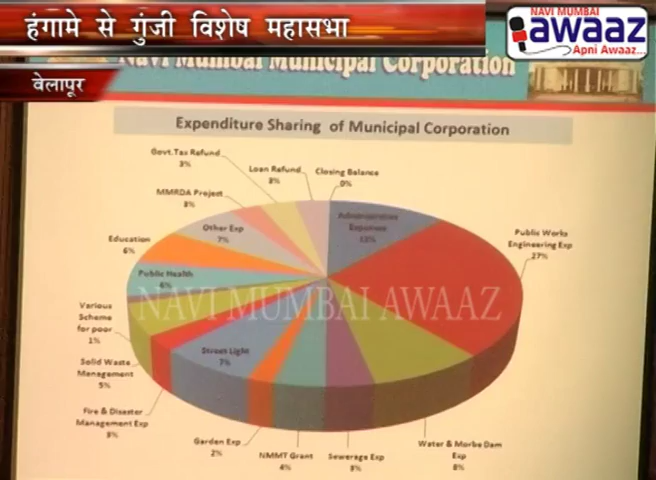 हंगामे से गुंजी विशेष महासभा
NAVI MUMBAI
awaaz
Apni Awaaz...
वेलापूर
Navi Mumbai Municipal Corporation
Expenditure Sharing of Municipal Corporation
Govt.Tax Refund
3%
Loan Refund
3%
Closing Balance
0%
MMRDA Project
3%
Administrative
Expenses
Other Exp
7%
Public Works
Engineering Exp
27%
Education
6%
Public Health
6%
NAVI MUMBAI AWAAZ
Various
Scheme
for poor
1%
Street Light
7%
Solid Waste
Management
5%
Fire & Disaster
Management Exp
3%
Garden Exp
2%
NMMT Grant
4%
Sewerage Exp
Water & Morbe Dam
Exp
8%